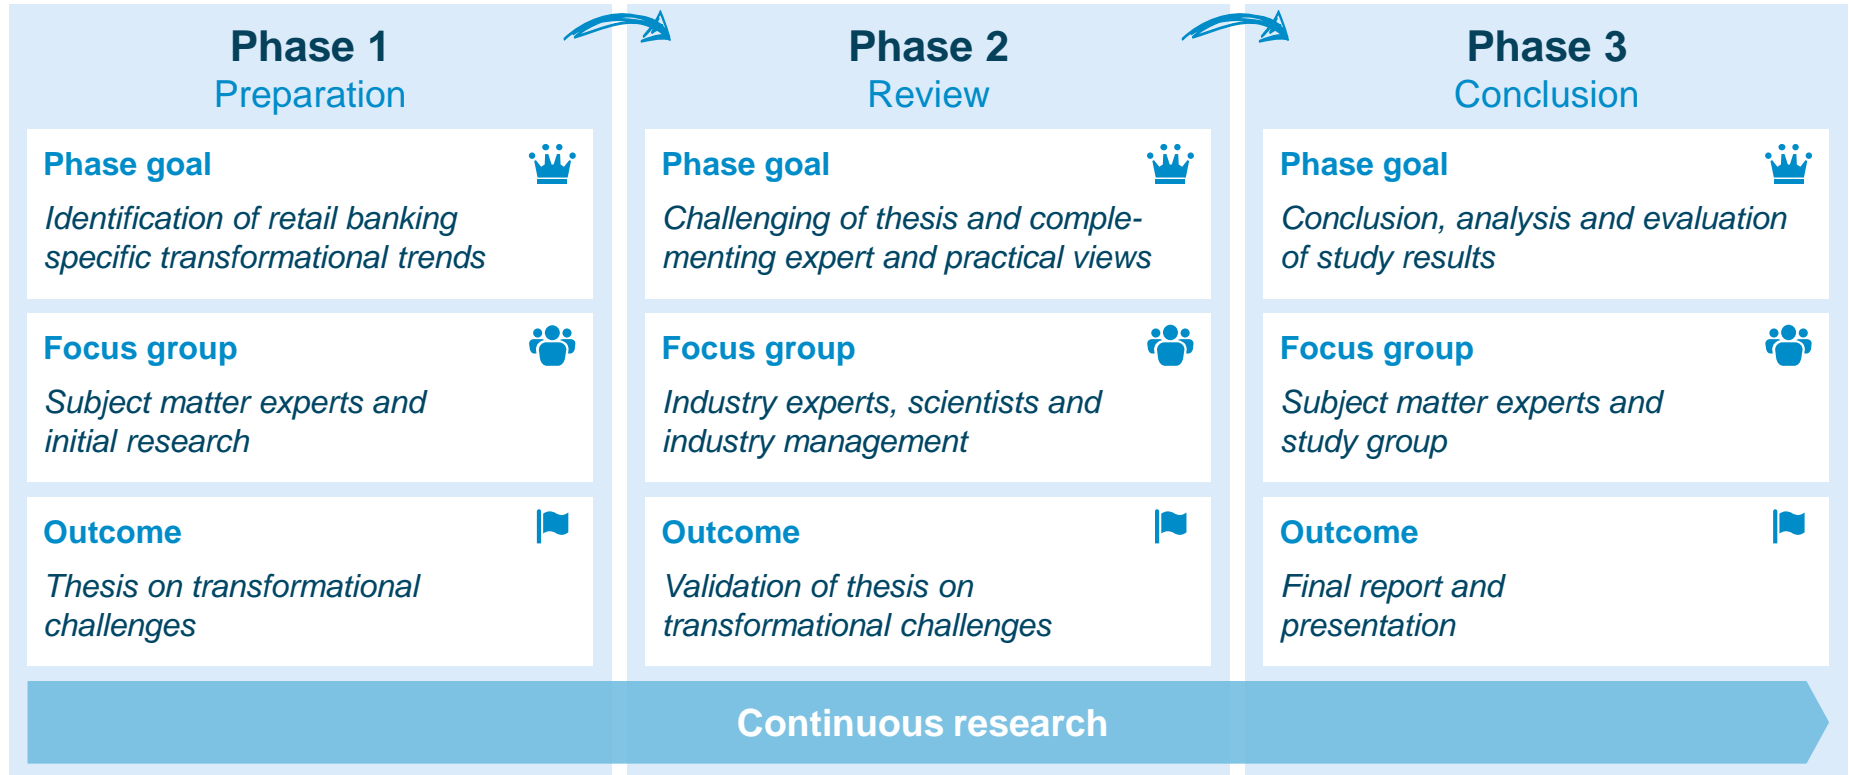 Phase 1
Preparation
Phase goal
Identification of retail banking
specific transformational trends
Focus group
Subject matter experts and
initial research
Outcome
Thesis on transformational
challenges
Phase 2
Review
Phase goal
Challenging of thesis and comple-
menting expert and practical views
Focus group
Industry experts, scientists and
industry management
Outcome
Validation of thesis on
transformational challenges
Phase 3
Conclusion
Phase goal
Conclusion, analysis and evaluation
of study results
Focus group
Subject matter experts and
study group
Outcome
Final report and
presentation
Continuous research